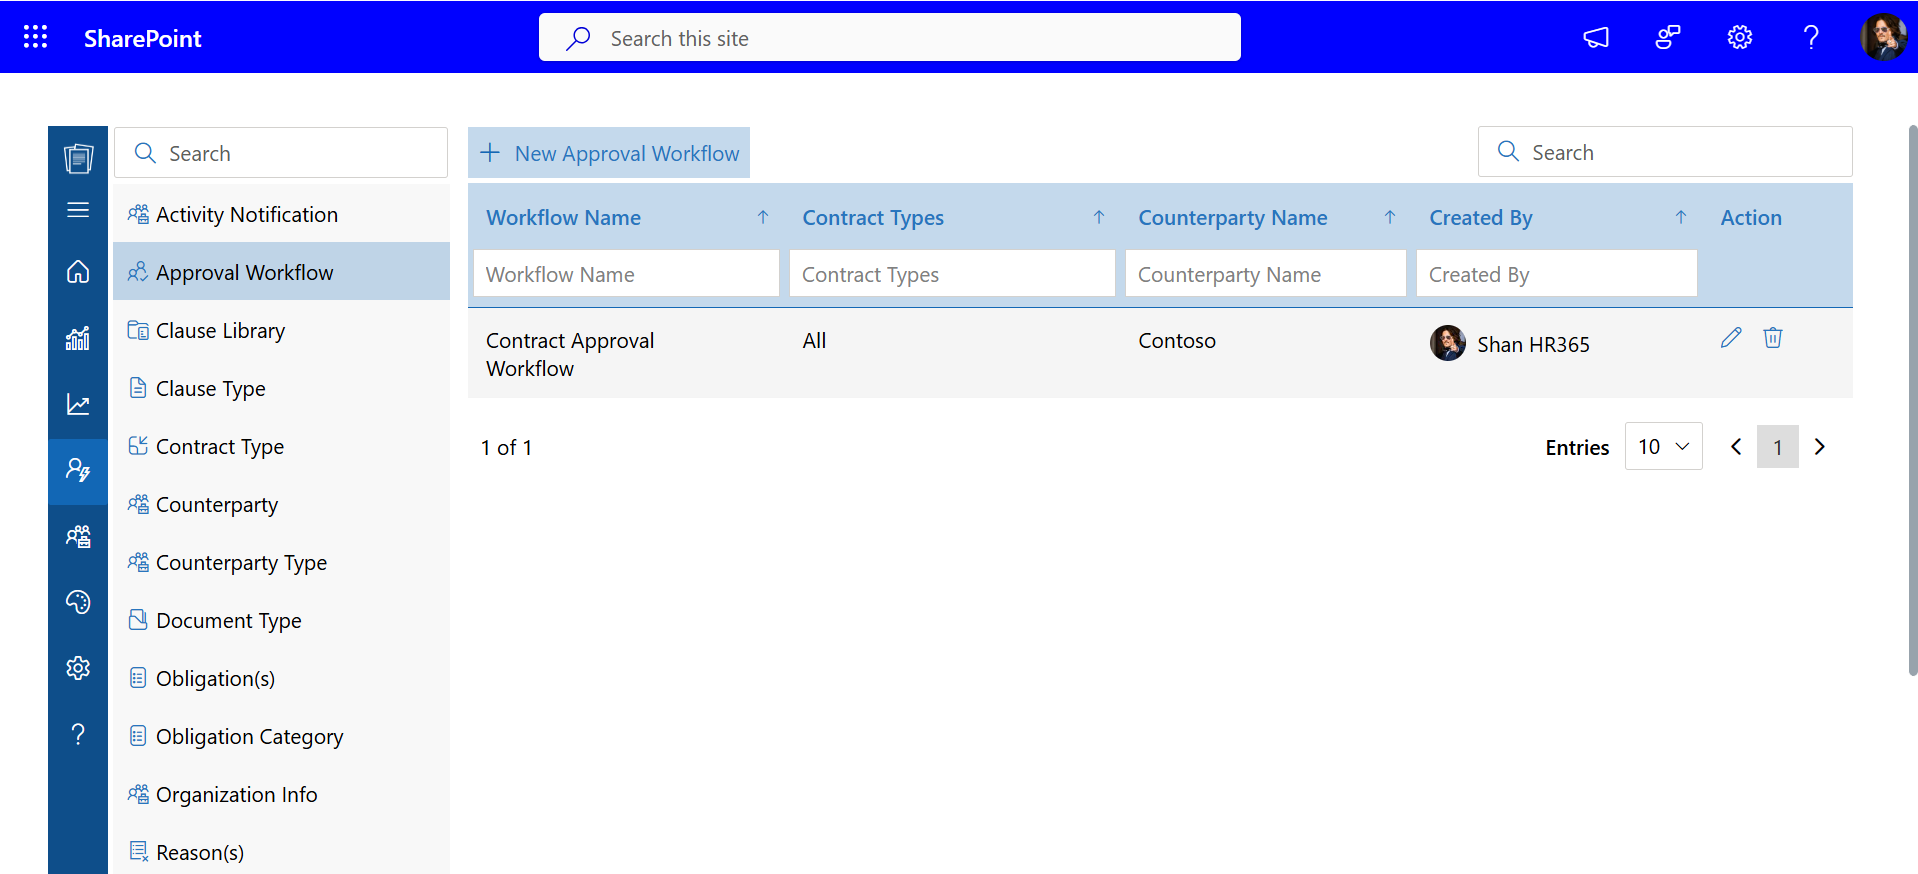 SharePoint
Search this site
Search
New Approval Workflow
Search
Activity Notification
Approval Workflow
Clause Library
Clause Type
Contract Type
Counterparty
Counterparty Type
Document Type
Obligation(s)
Obligation Category
Organization Info
Reason(s)
Workflow Name
Contract Types
Counterparty Name
Created By
Action
Workflow Name
Contract Types
Counterparty Name
Created By
Contract Approval
Workflow
All
Contoso
Shan HR365
1 of 1
Entries
10
1